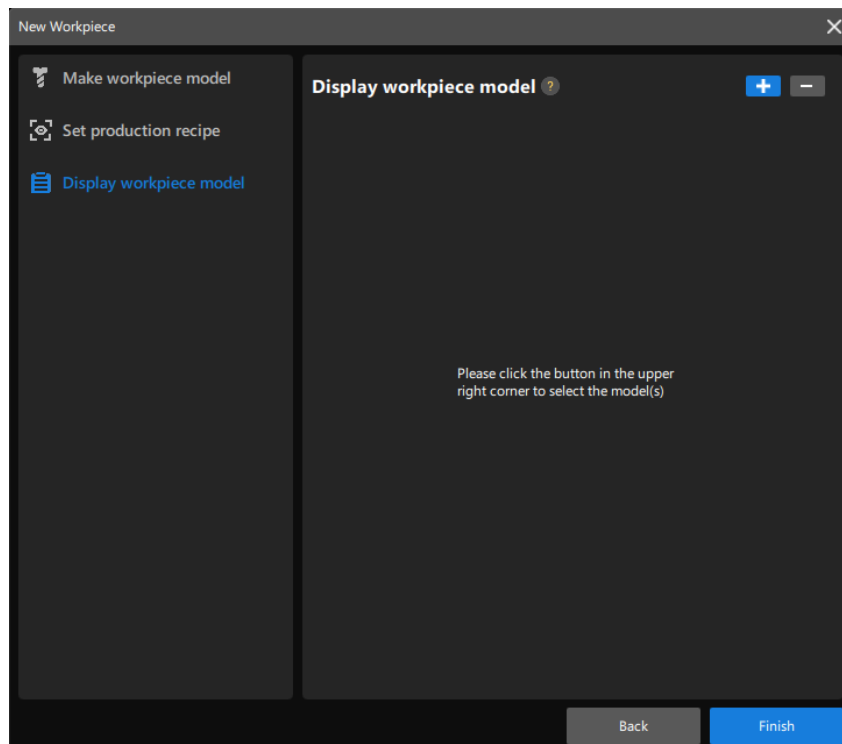 New Workpiece
Make workpiece model
Set production recipe
Display workpiece model
Display workpiece model ?
Please click the button in the upper
right corner to select the model(s)
Back
Finish